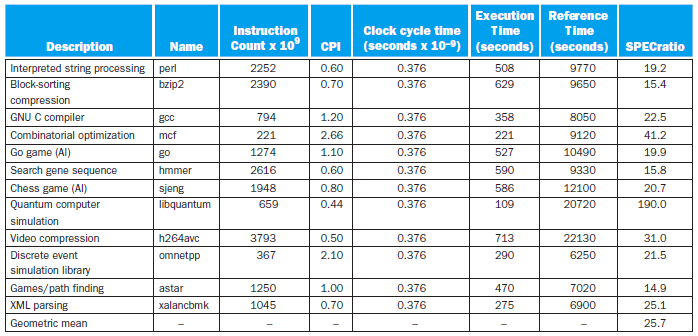 Description Name Instruction Count x 10⁹ CPI Clock cycle time (seconds x 10⁻⁹) Execution Time (seconds) Reference Time (seconds) SPECratio
Interpreted string processing perl 2252 0.60 0.376 508 9770 19.2
Block-sorting compression bzip2 2390 0.70 0.376 629 9650 15.4
GNU C compiler gcc 794 1.20 0.376 358 8050 22.5
Combinatorial optimization mcf 221 2.66 0.376 221 9120 41.2
Go game (AI) go 1274 1.10 0.376 527 10490 19.9
Search gene sequence hmmer 2616 0.60 0.376 590 9330 15.8
Chess game (AI) sjeng 1948 0.80 0.376 586 12100 20.7
Quantum computer simulation libquantum 659 0.44 0.376 109 20720 190.0
Video compression h264avc 3793 0.50 0.376 713 22130 31.0
Discrete event simulation library omnetpp 367 2.10 0.376 290 6250 21.5
Games/path finding astar 1250 1.00 0.376 470 7020 14.9
XML parsing xalancbmk 1045 0.70 0.376 275 6900 25.1
Geometric mean – – – – – – 25.7